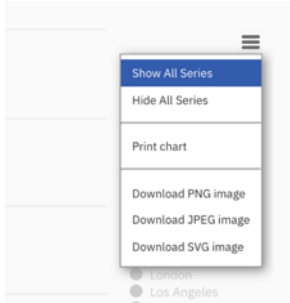 Show All Series
Hide All Series
Print chart
Download PNG image
Download JPEG image
Download SVG image
London
Los Angeles